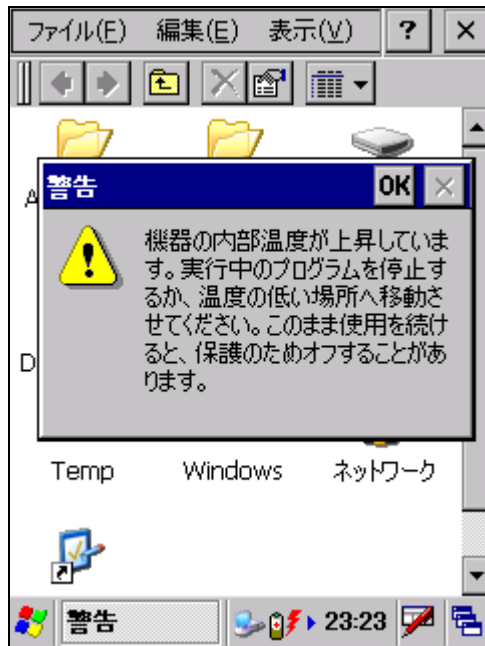 ファイル(F) 編集(E) 表示(V) ? ×
A
警告 OK ×
機器の内部温度が上昇していま
す。実行中のプログラムを停止す
るか、温度の低い場所へ移動さ
せてください。このまま使用を続け
ると、保護のためオフすることがあ
ります。
D
Temp Windows ネットワーク
警告 23:23